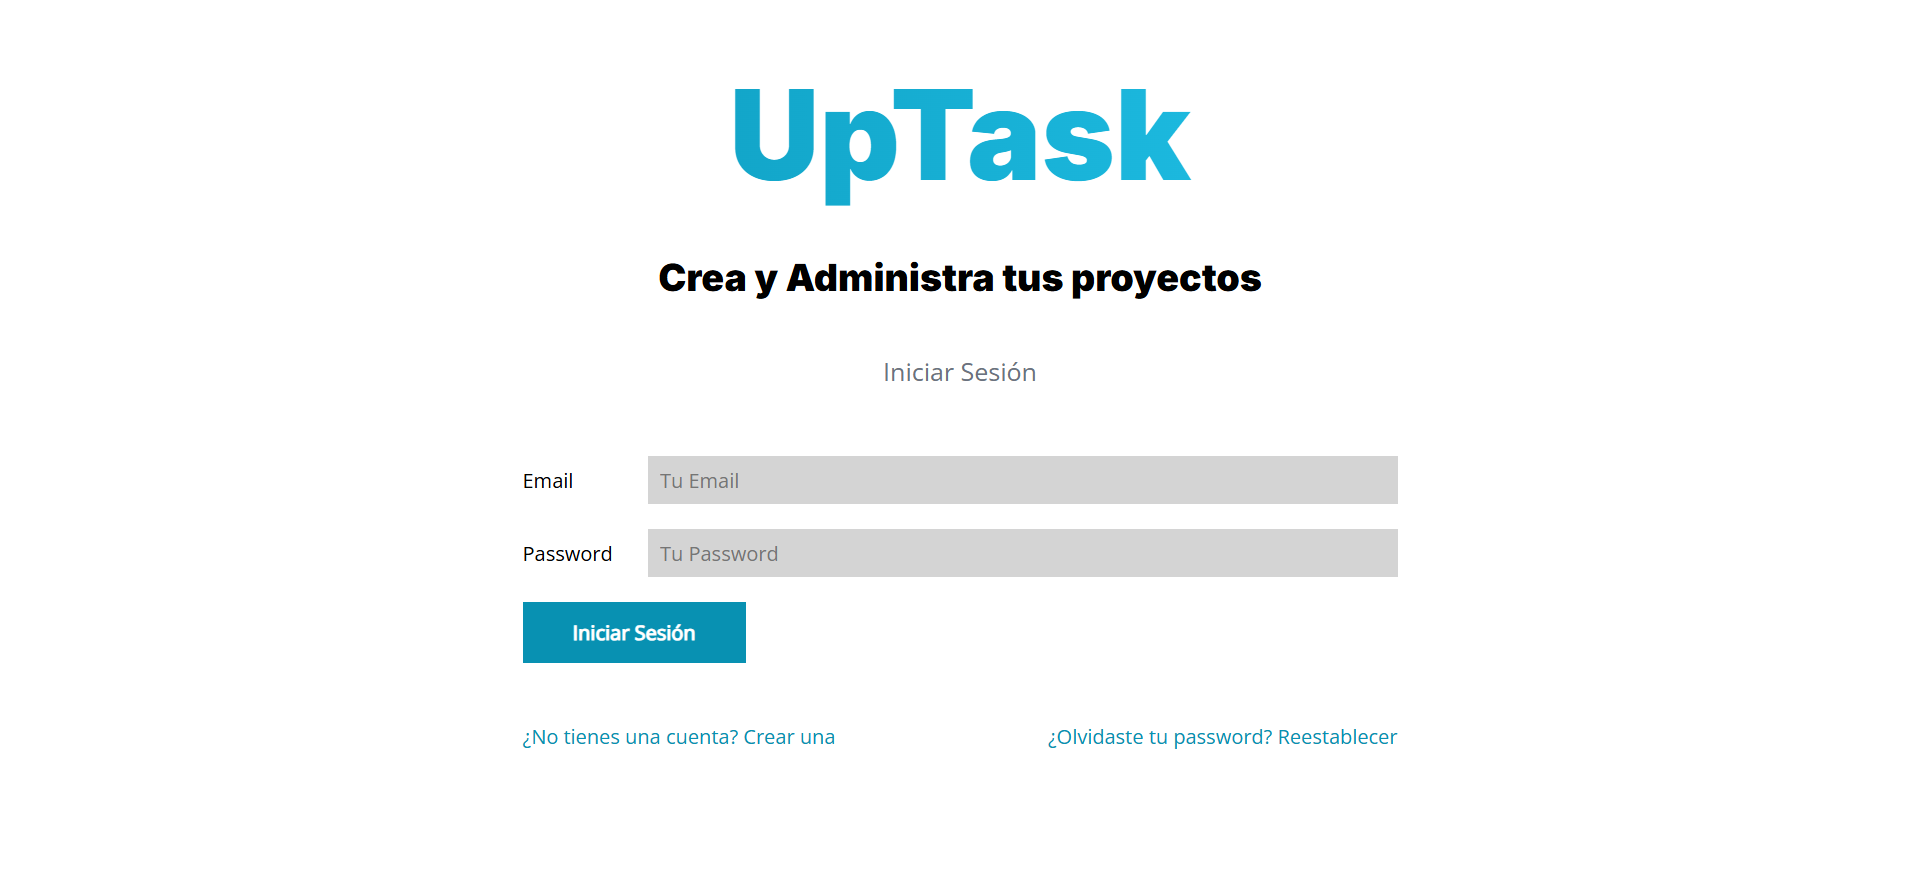 UpTask
Crea y Administra tus proyectos
Iniciar Sesión
Email Tu Email
Password Tu Password
Iniciar Sesión
¿No tienes una cuenta? Crear una ¿Olvidaste tu password? Reestablecer